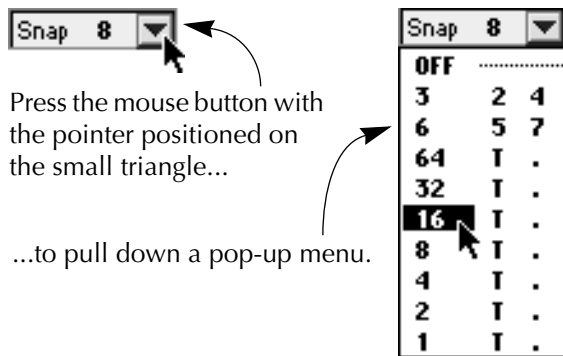 Snap 8
Press the mouse button with
the pointer positioned on
the small triangle...
...to pull down a pop-up menu.
Snap 8
OFF
3 2 4
6 5 7
64 T .
32 T .
16 T .
8 T .
4 T .
2 T .
1 T .